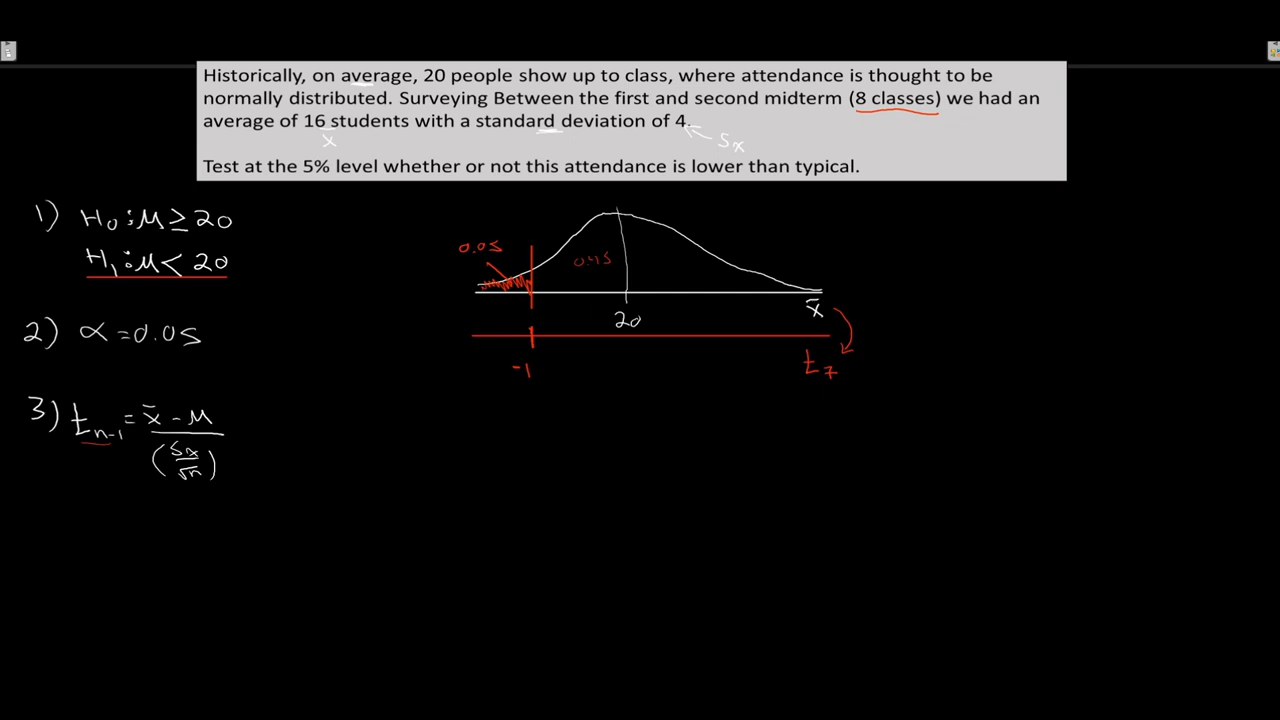 Historically, on average, 20 people show up to class, where attendance is thought to be
normally distributed. Surveying Between the first and second midterm (8 classes) we had an
average of 16 students with a standard deviation of 4.
x̄
Sx
Test at the 5% level whether or not this attendance is lower than typical.
1) H₀: μ ≥ 20
H₁: μ < 20
0.05
0.45
20
x̄
2) α = 0.05
-1
t₇
3) tₙ₋₁ = x̄ - μ
(Sx/√n)